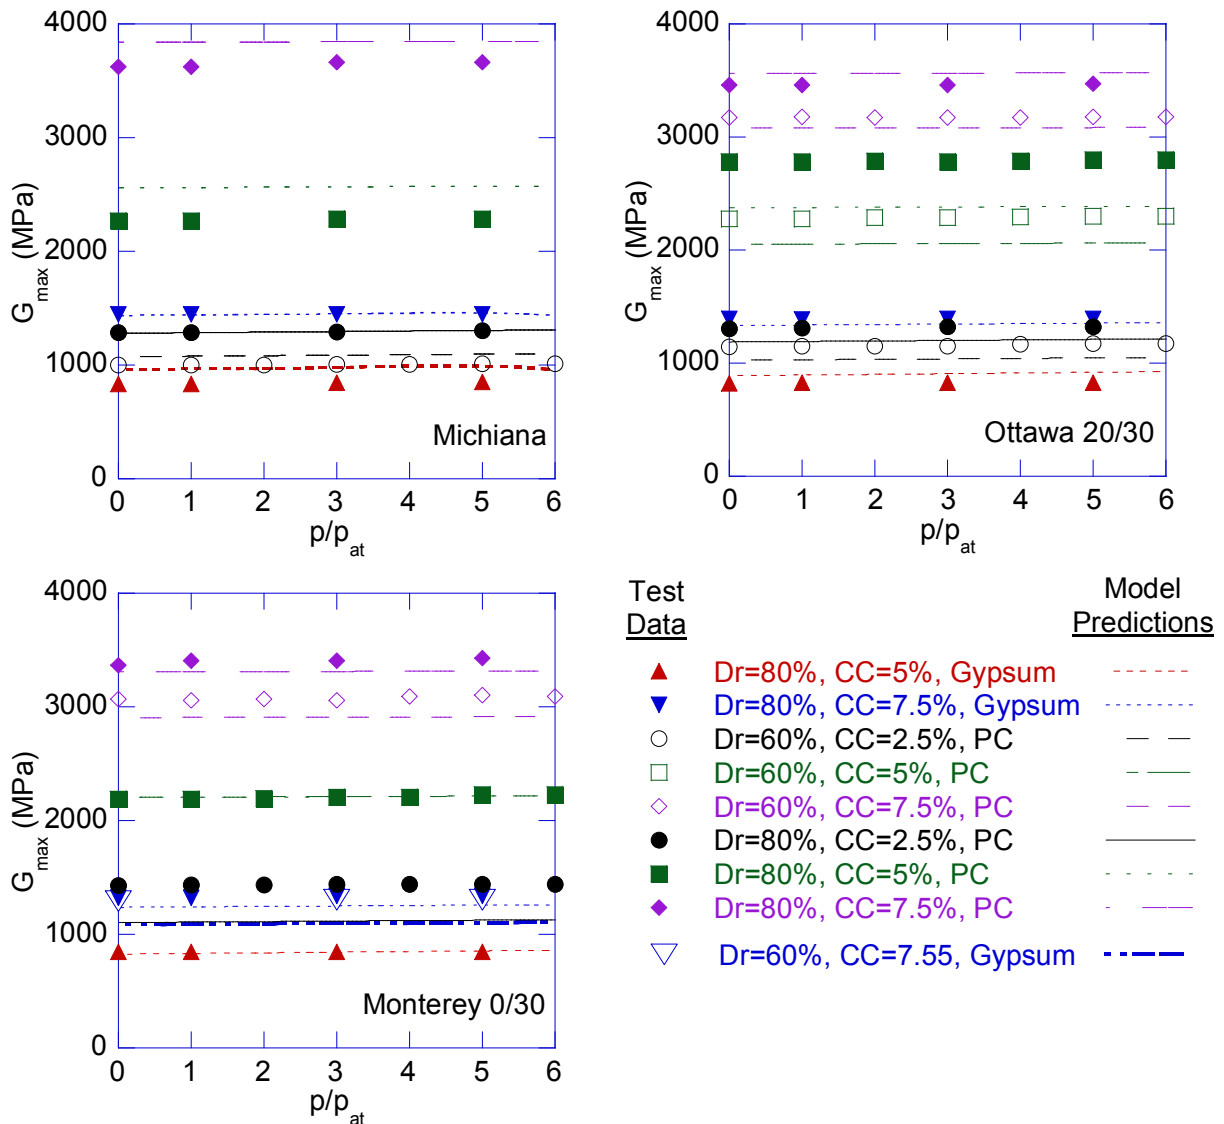 4000
3000
2000
1000
0
G max (MPa)
0 1 2 3 4 5 6
p/p at
Michiana
4000
3000
2000
1000
0
G max (MPa)
0 1 2 3 4 5 6
p/p at
Ottawa 20/30
4000
3000
2000
1000
0
G max (MPa)
0 1 2 3 4 5 6
p/p at
Monterey 0/30
Test Model
Data Predictions
Dr=80%, CC=5%, Gypsum
Dr=80%, CC=7.5%, Gypsum
Dr=60%, CC=2.5%, PC
Dr=60%, CC=5%, PC
Dr=60%, CC=7.5%, PC
Dr=80%, CC=2.5%, PC
Dr=80%, CC=5%, PC
Dr=80%, CC=7.5%, PC
Dr=60%, CC=7.55, Gypsum